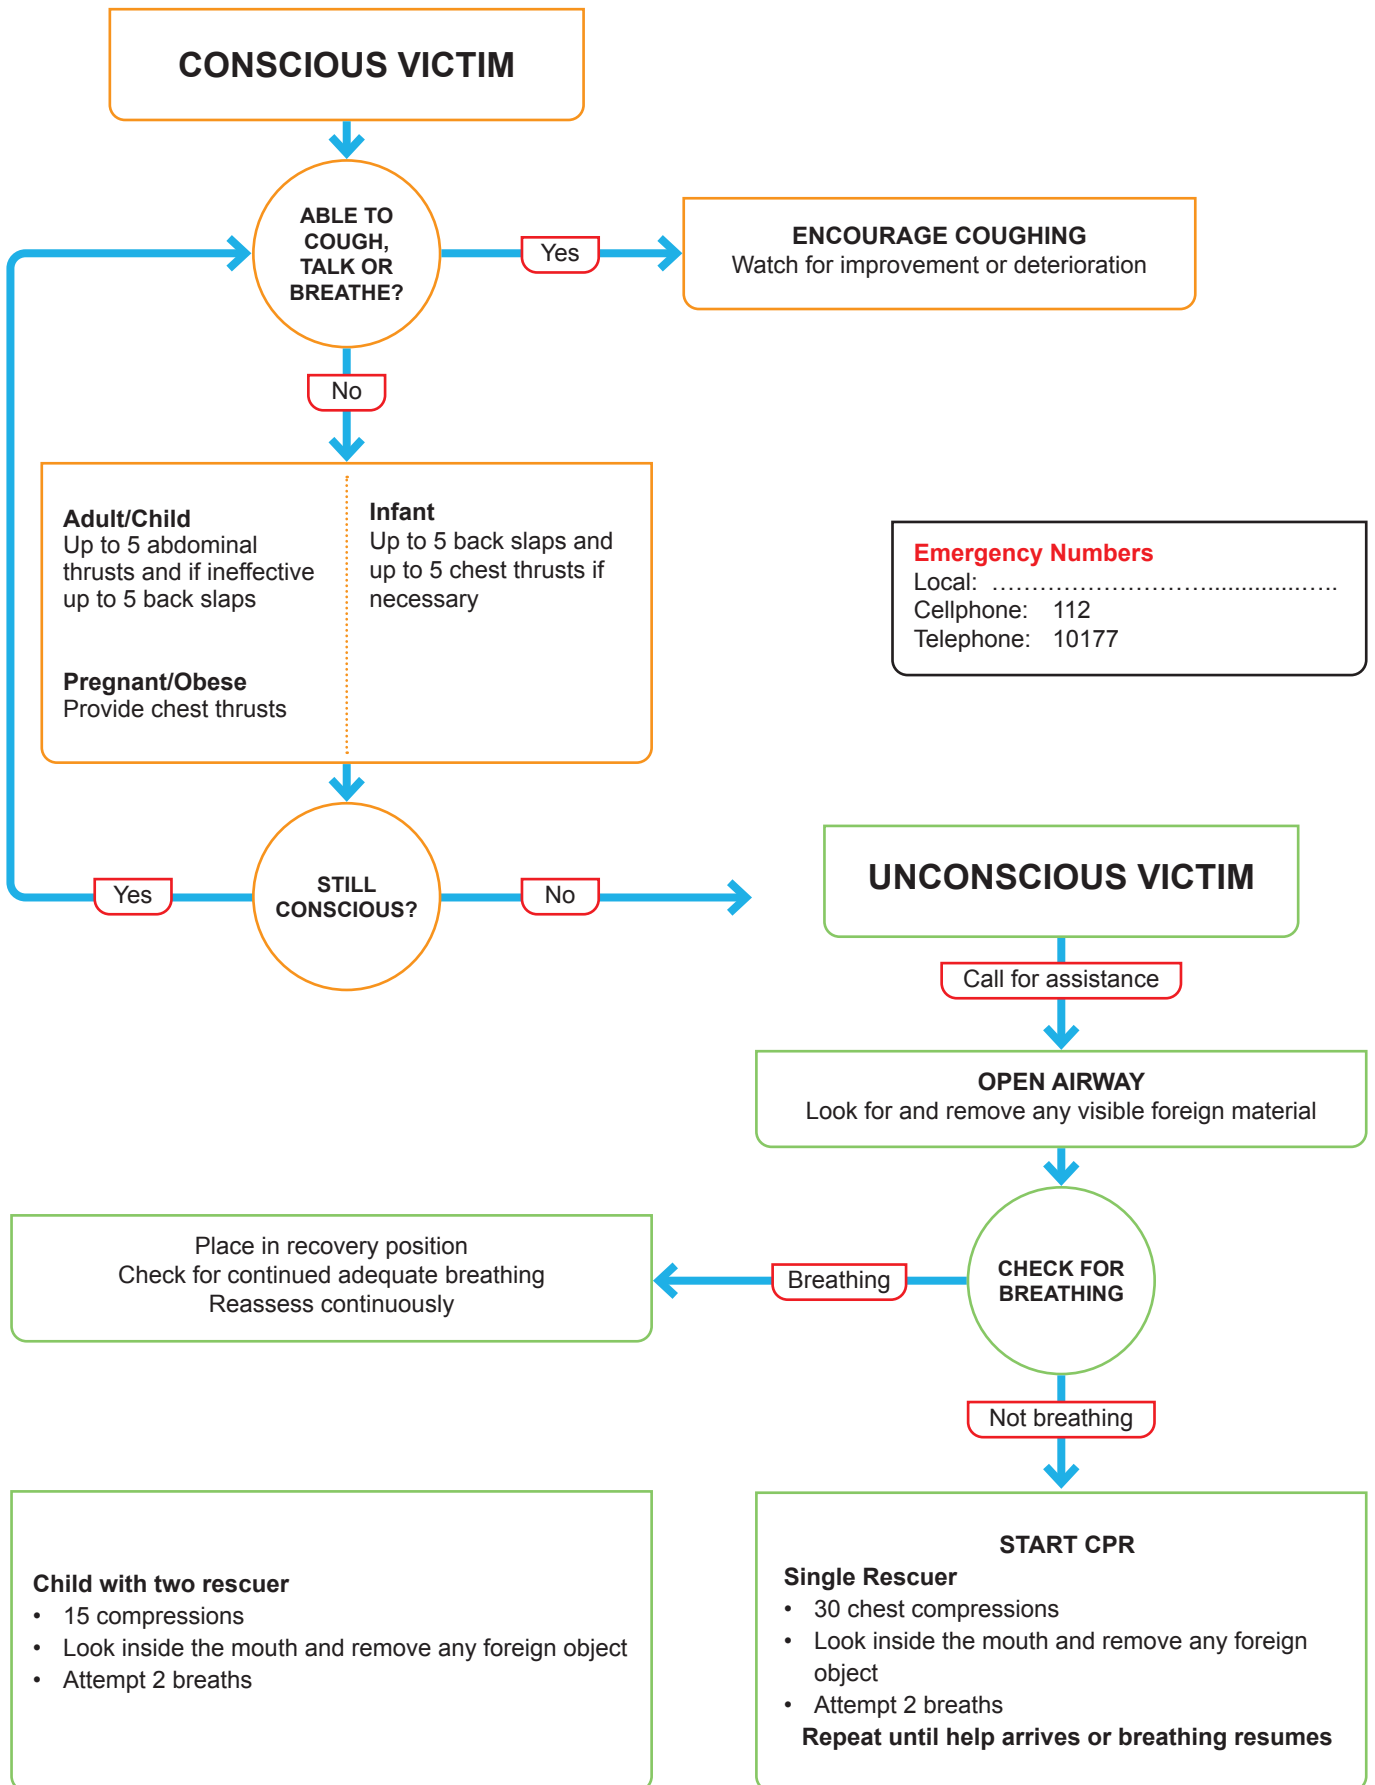 CONSCIOUS VICTIM
ABLE TO
COUGH,
TALK OR
BREATHE?
Yes
ENCOURAGE COUGHING
Watch for improvement or deterioration
No
Adult/Child
Up to 5 abdominal
thrusts and if ineffective
up to 5 back slaps
Pregnant/Obese
Provide chest thrusts
Infant
Up to 5 back slaps and
up to 5 chest thrusts if
necessary
Emergency Numbers
Local: ………………………..............…..
Cellphone: 112
Telephone: 10177
STILL
CONSCIOUS?
Yes
No
UNCONSCIOUS VICTIM
Call for assistance
OPEN AIRWAY
Look for and remove any visible foreign material
CHECK FOR
BREATHING
Breathing
Place in recovery position
Check for continued adequate breathing
Reassess continuously
Not breathing
START CPR
Single Rescuer
• 30 chest compressions
• Look inside the mouth and remove any foreign
object
• Attempt 2 breaths
Repeat until help arrives or breathing resumes
Child with two rescuer
• 15 compressions
• Look inside the mouth and remove any foreign object
• Attempt 2 breaths